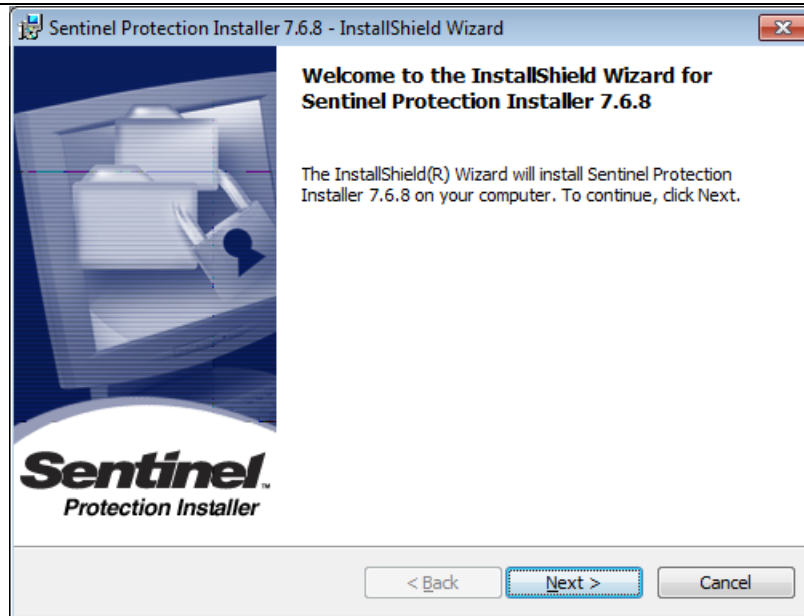 Sentinel Protection Installer 7.6.8 - InstallShield Wizard
Welcome to the InstallShield Wizard for
Sentinel Protection Installer 7.6.8
The InstallShield(R) Wizard will install Sentinel Protection
Installer 7.6.8 on your computer. To continue, click Next.
Sentinel™
Protection Installer
< Back
Next >
Cancel